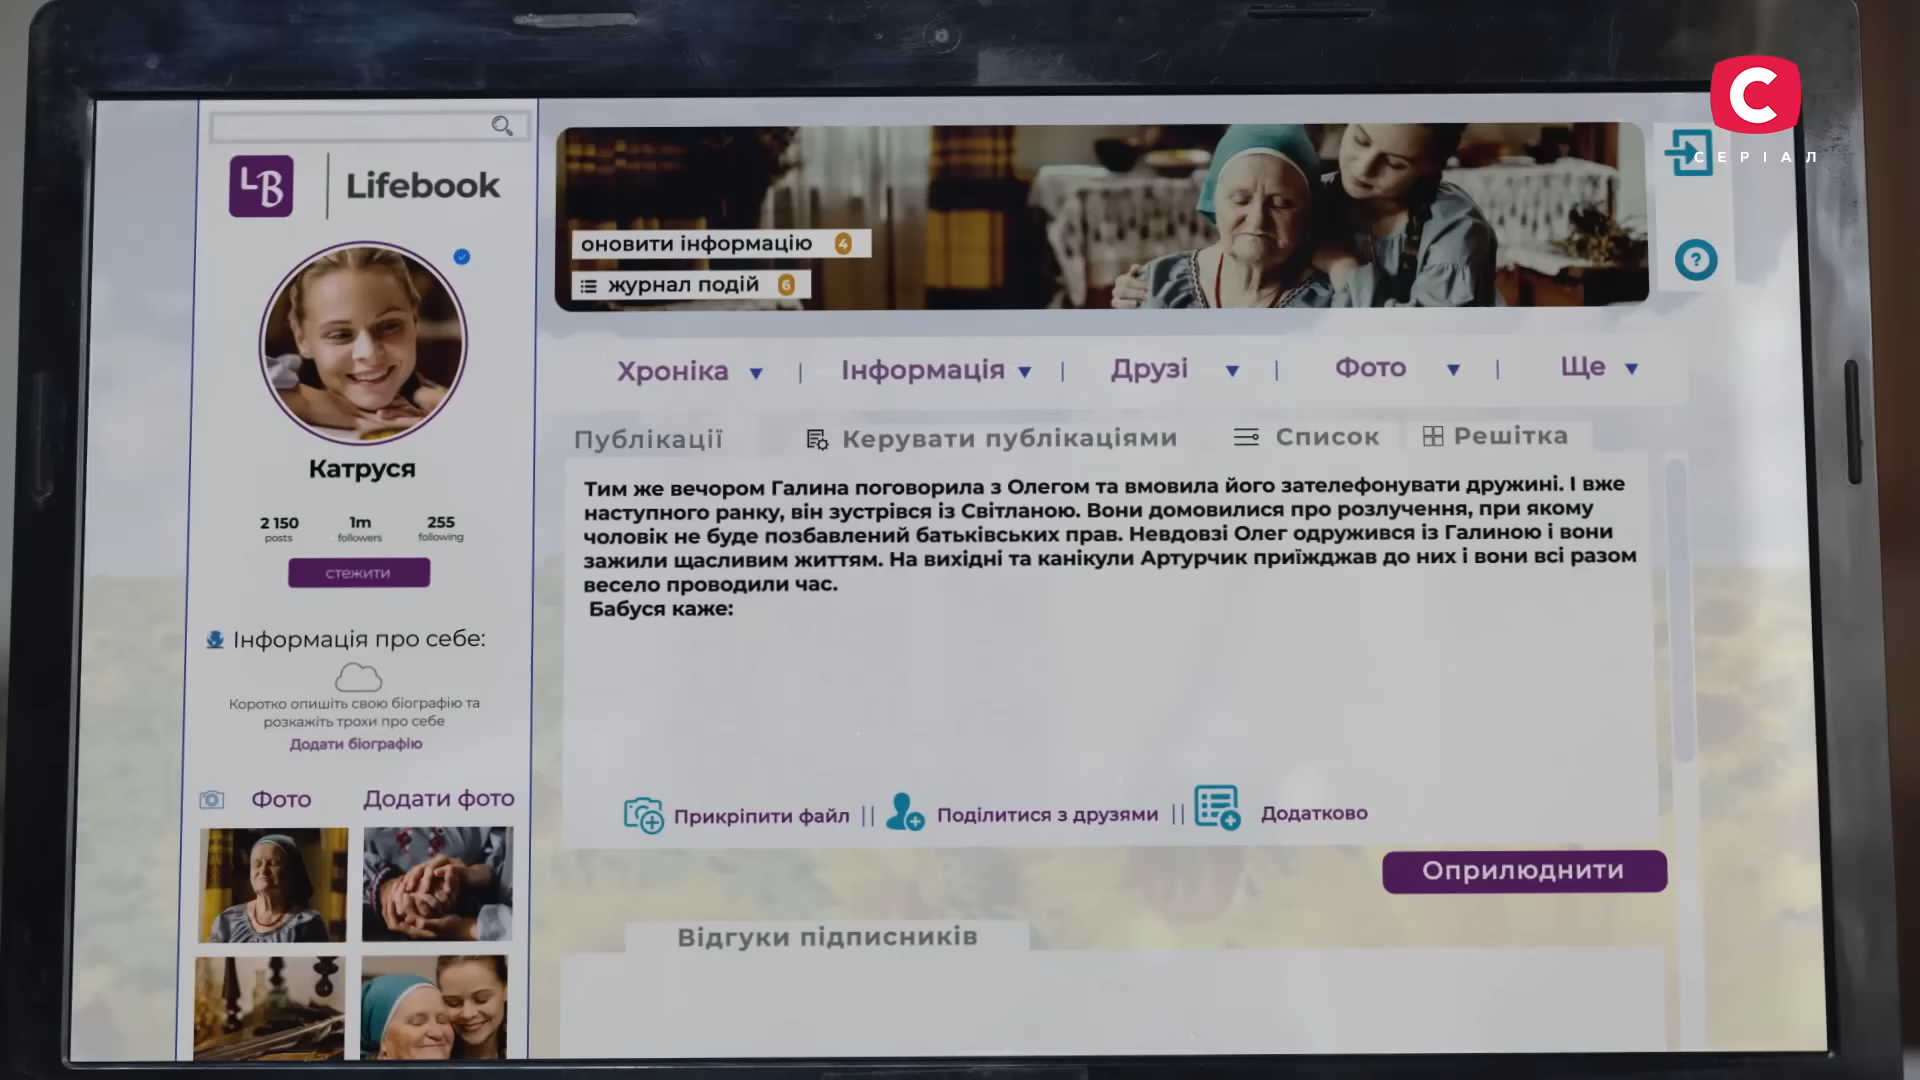 С
СЕРІАЛ
LB
Lifebook
Катруся
2 150
posts
1m
followers
255
following
стежити
Інформація про себе:
Коротко опишіть свою біографію та
розкажіть трохи про себе
Додати біографію
Фото
Додати фото
оновити інформацію 4
журнал подій 6
?
Хроніка ▼ | Інформація ▼ | Друзі ▼ | Фото ▼ | Ще ▼
Публікації
Керувати публікаціями
Список
Решітка
Тим же вечором Галина поговорила з Олегом та вмовила його зателефонувати дружині. І вже
наступного ранку, він зустрівся із Світланою. Вони домовилися про розлучення, при якому
чоловік не буде позбавлений батьківських прав. Невдовзі Олег одружився із Галиною і вони
зажили щасливим життям. На вихідні та канікули Артурчик приїжджав до них і вони всі разом
весело проводили час.
Бабуся каже:
Прикріпити файл || Поділитися з друзями || Додатково
Оприлюднити
Відгуки підписників